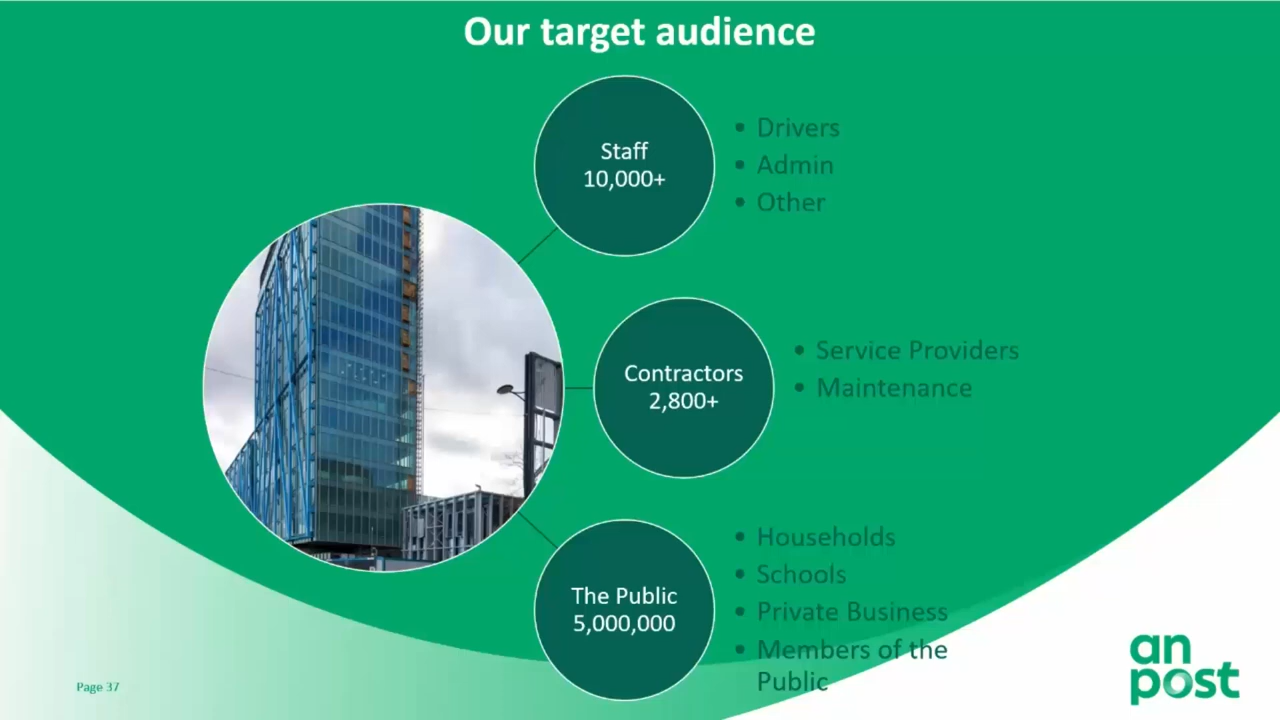 Our target audience
Staff
10,000+
• Drivers
• Admin
• Other
Contractors
2,800+
• Service Providers
• Maintenance
The Public
5,000,000
• Households
• Schools
• Private Business
• Members of the
Public
Page 37
an
post